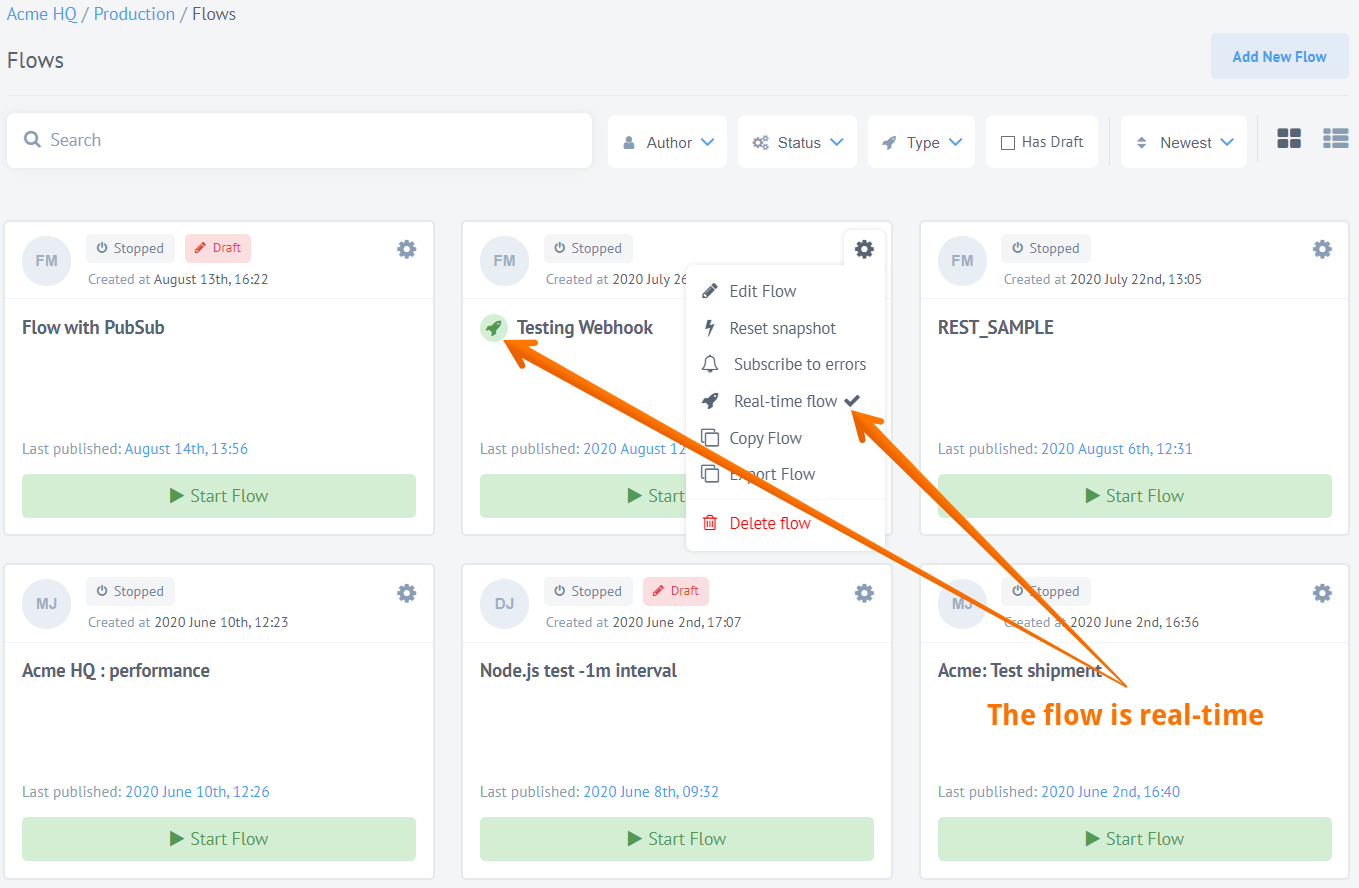 Acme HQ / Production / Flows
Flows
Add New Flow
Search
Author
Status
Type
Has Draft
Newest
FM
Stopped
Draft
Created at August 13th, 16:22
Flow with PubSub
Last published: August 14th, 13:56
Start Flow
FM
Stopped
Created at 2020 July 26
Testing Webhook
Last published: 2020 August 12
Start
Edit Flow
Reset snapshot
Subscribe to errors
Real-time flow
Copy Flow
Export Flow
Delete flow
FM
Stopped
Created at 2020 July 22nd, 13:05
REST_SAMPLE
Last published: 2020 August 6th, 12:31
Start Flow
MJ
Stopped
Created at 2020 June 10th, 12:23
Acme HQ : performance
Last published: 2020 June 10th, 12:26
Start Flow
DJ
Stopped
Draft
Created at 2020 June 2nd, 17:07
Node.js test -1m interval
Last published: 2020 June 8th, 09:32
Start Flow
MJ
Stopped
Created at 2020 June 2nd, 16:36
Acme: Test shipment
The flow is real-time
Last published: 2020 June 2nd, 16:40
Start Flow